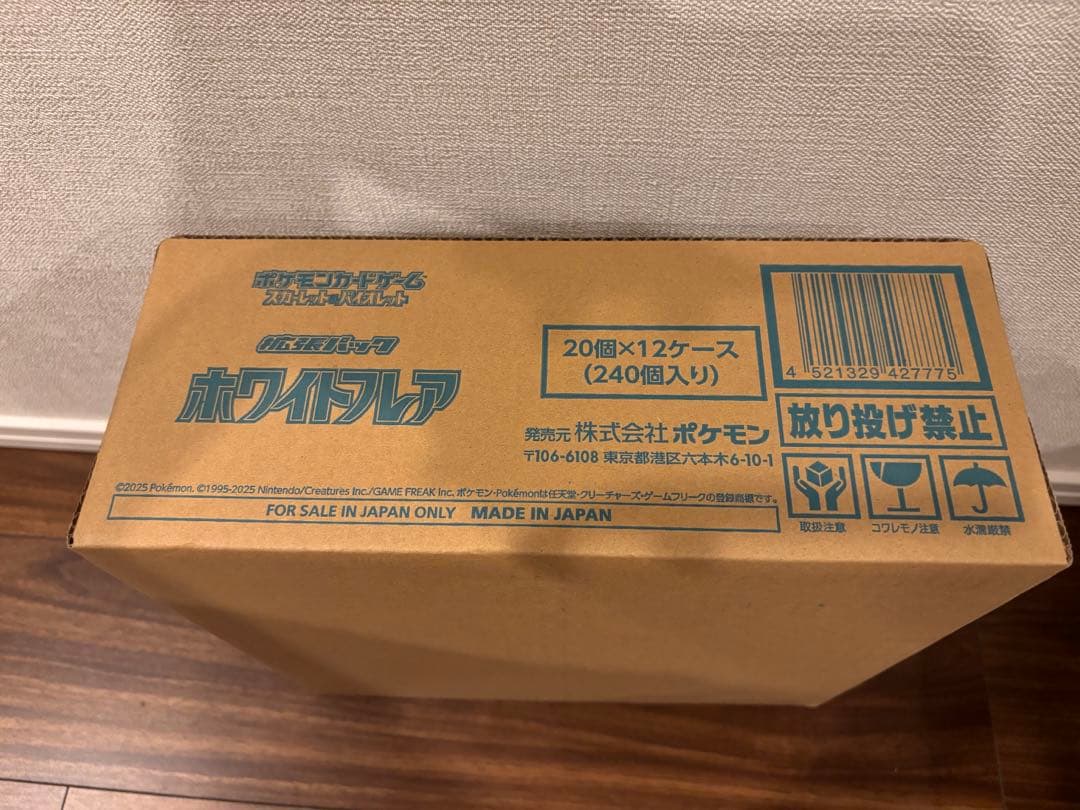 ポケモンカードゲーム
スカーレット&バイオレット
拡張パック
ホワイトフレア
20個×12ケース
(240個入り)
4 521329 427775
放り投げ禁止
発売元 株式会社 ポケモン
〒106-6108 東京都港区六本木6-10-1
取扱注意 コワレモノ注意 水濡厳禁
©2025 Pokémon. ©1995-2025 Nintendo/Creatures Inc./GAME FREAK Inc. ポケモン・Pokémonは任天堂・クリーチャーズ・ゲームフリークの登録商標です。
FOR SALE IN JAPAN ONLY MADE IN JAPAN